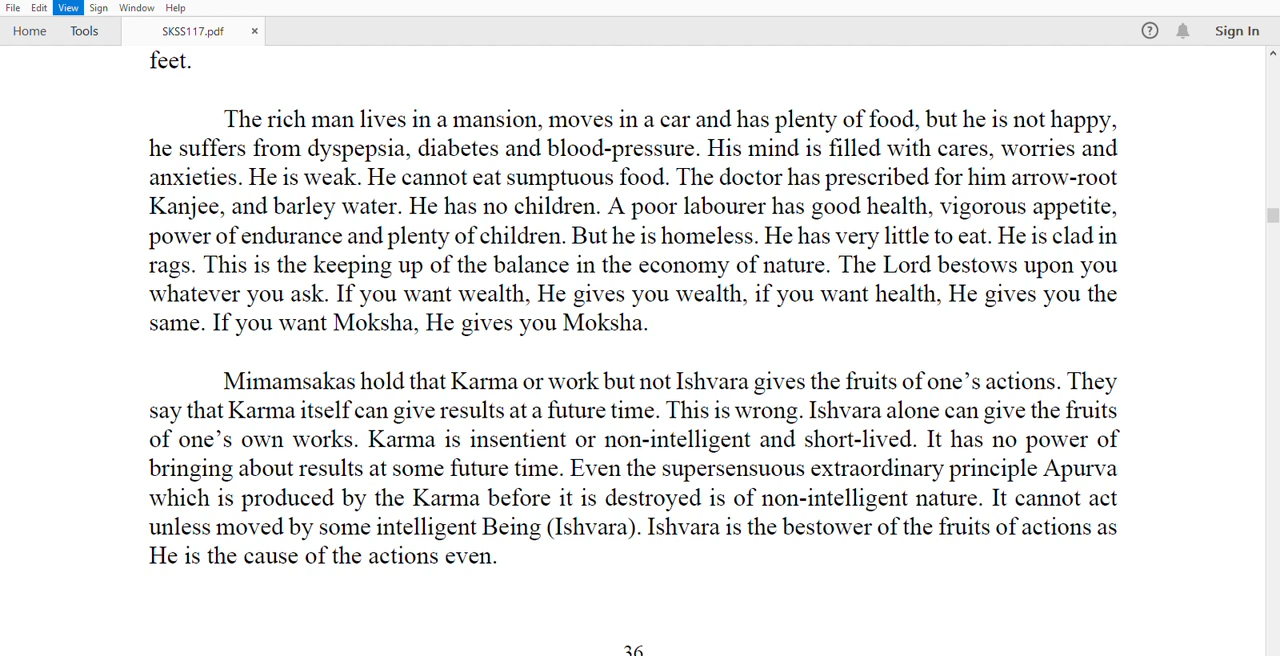 File Edit View Sign Window Help
Home Tools SKSS117.pdf × ? Sign In
feet.
The rich man lives in a mansion, moves in a car and has plenty of food, but he is not happy,
he suffers from dyspepsia, diabetes and blood-pressure. His mind is filled with cares, worries and
anxieties. He is weak. He cannot eat sumptuous food. The doctor has prescribed for him arrow-root
Kanjee, and barley water. He has no children. A poor labourer has good health, vigorous appetite,
power of endurance and plenty of children. But he is homeless. He has very little to eat. He is clad in
rags. This is the keeping up of the balance in the economy of nature. The Lord bestows upon you
whatever you ask. If you want wealth, He gives you wealth, if you want health, He gives you the
same. If you want Moksha, He gives you Moksha.
Mimamsakas hold that Karma or work but not Ishvara gives the fruits of one’s actions. They
say that Karma itself can give results at a future time. This is wrong. Ishvara alone can give the fruits
of one’s own works. Karma is insentient or non-intelligent and short-lived. It has no power of
bringing about results at some future time. Even the supersensuous extraordinary principle Apurva
which is produced by the Karma before it is destroyed is of non-intelligent nature. It cannot act
unless moved by some intelligent Being (Ishvara). Ishvara is the bestower of the fruits of actions as
He is the cause of the actions even.
36